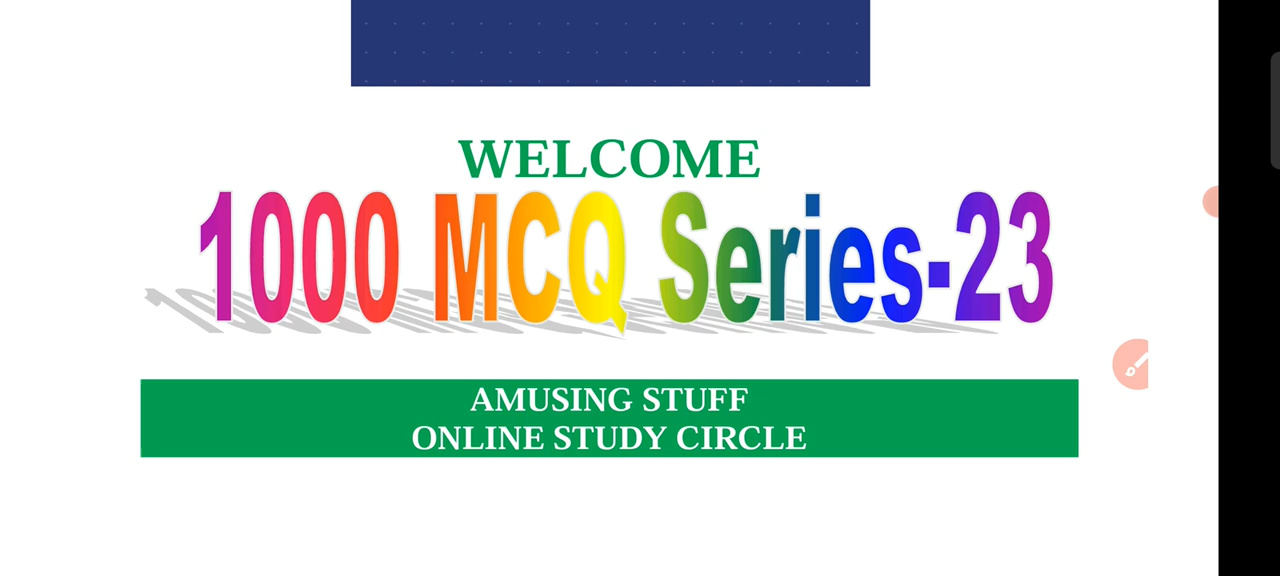 WELCOME
1000 MCQ Series-23
AMUSING STUFF
ONLINE STUDY CIRCLE